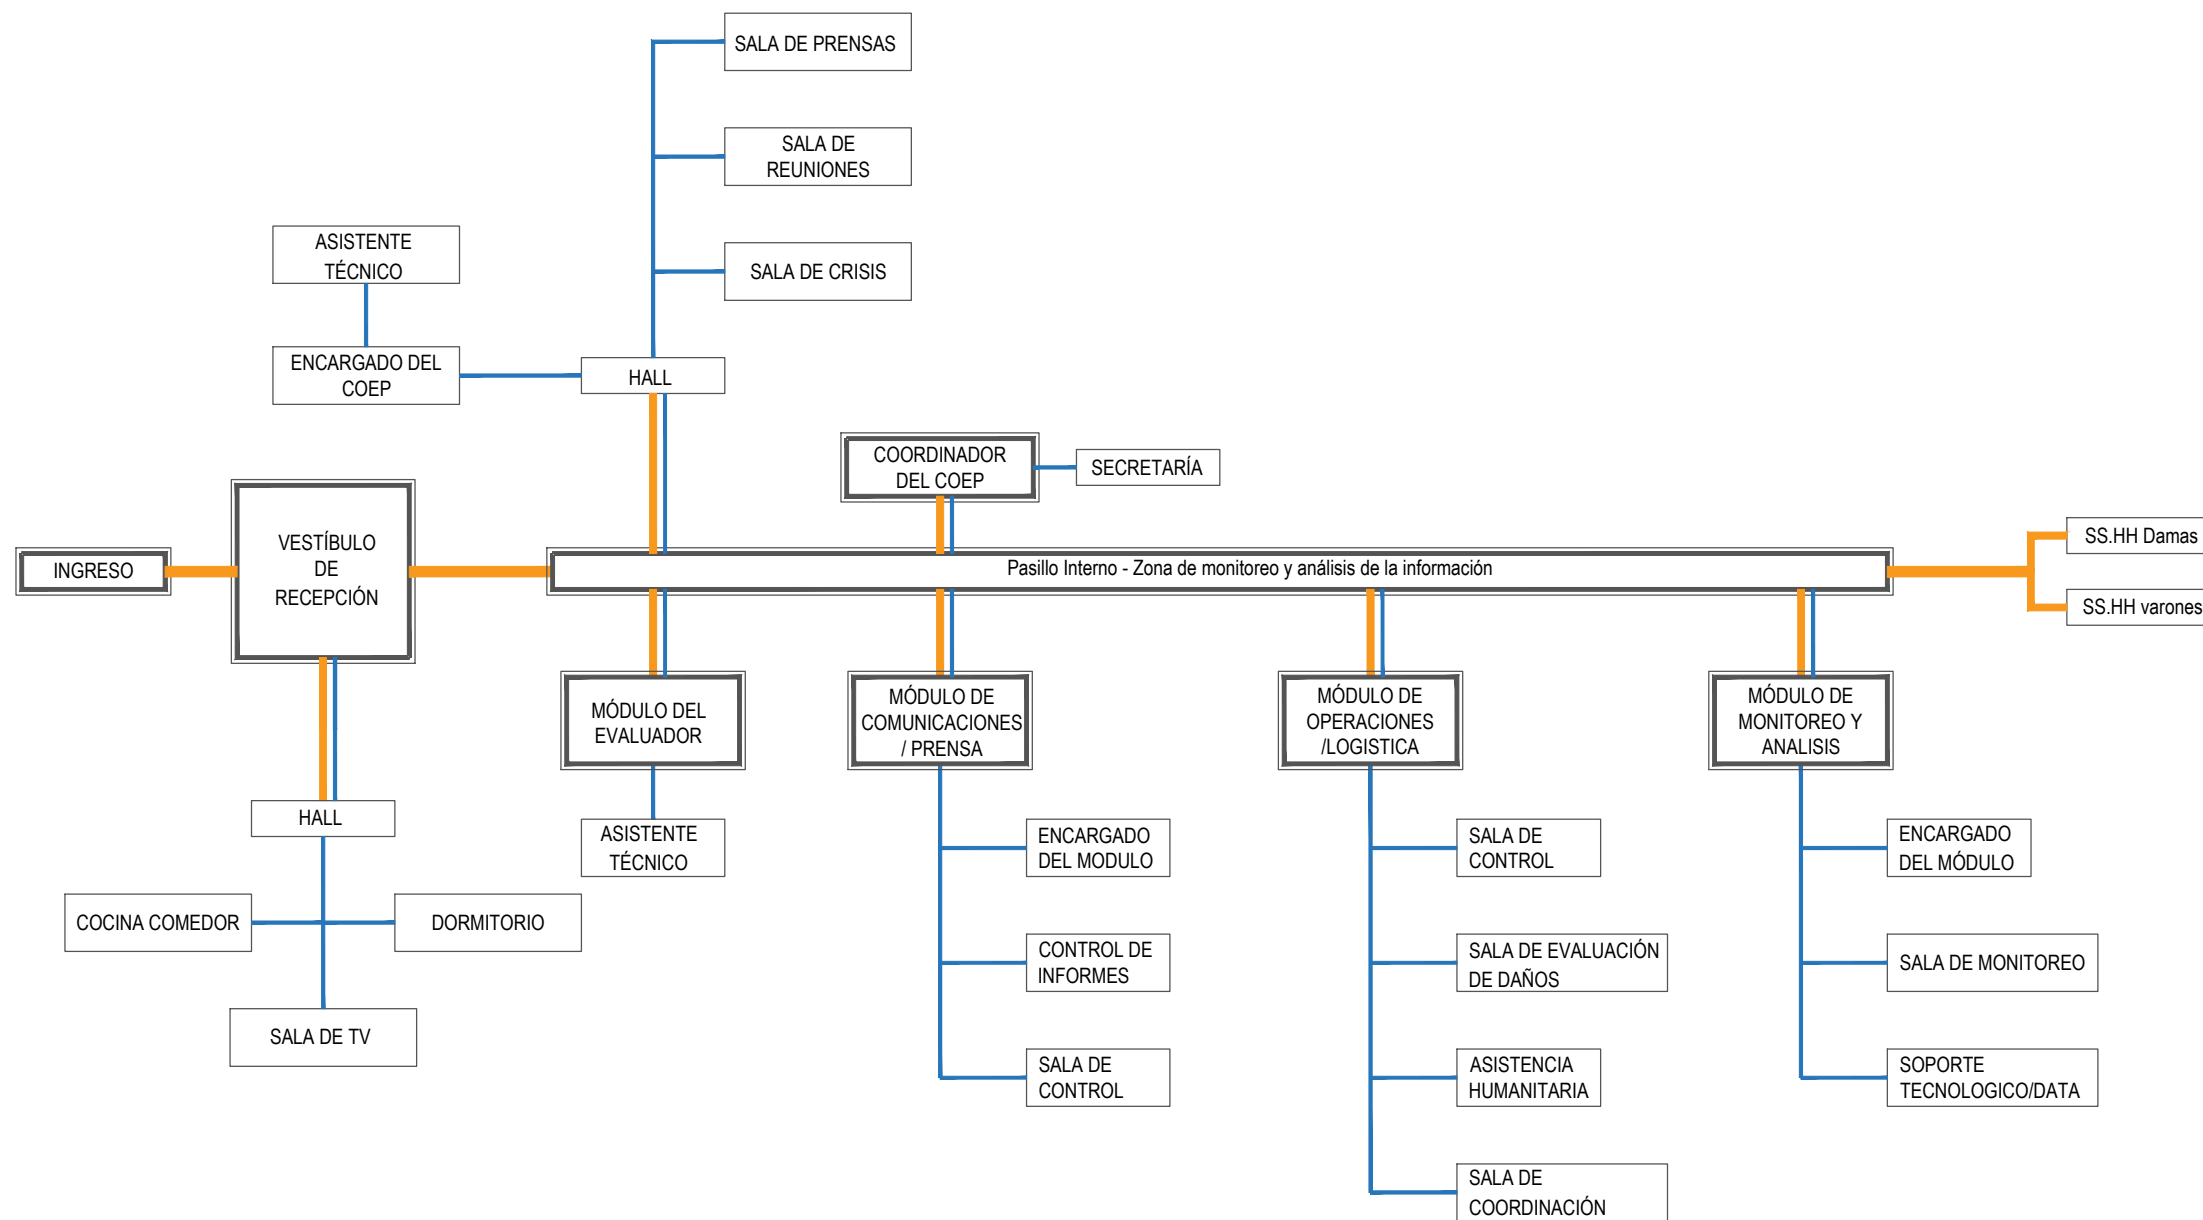 SALA DE PRENSAS
SALA DE
REUNIONES
ASISTENTE
TÉCNICO
SALA DE CRISIS
ENCARGADO DEL
COEP
HALL
COORDINADOR
DEL COEP
SECRETARÍA
INGRESO
VESTÍBULO
DE
RECEPCIÓN
Pasillo Interno - Zona de monitoreo y análisis de la información
SS.HH Damas
SS.HH varones
MÓDULO DEL
EVALUADOR
MÓDULO DE
COMUNICACIONES
/ PRENSA
MÓDULO DE
OPERACIONES
/LOGISTICA
MÓDULO DE
MONITOREO Y
ANALISIS
HALL
ASISTENTE
TÉCNICO
ENCARGADO
DEL MODULO
SALA DE
CONTROL
ENCARGADO
DEL MÓDULO
COCINA COMEDOR
DORMITORIO
CONTROL DE
INFORMES
SALA DE EVALUACIÓN
DE DAÑOS
SALA DE MONITOREO
SALA DE TV
SALA DE
CONTROL
ASISTENCIA
HUMANITARIA
SOPORTE
TECNOLOGICO/DATA
SALA DE
COORDINACIÓN